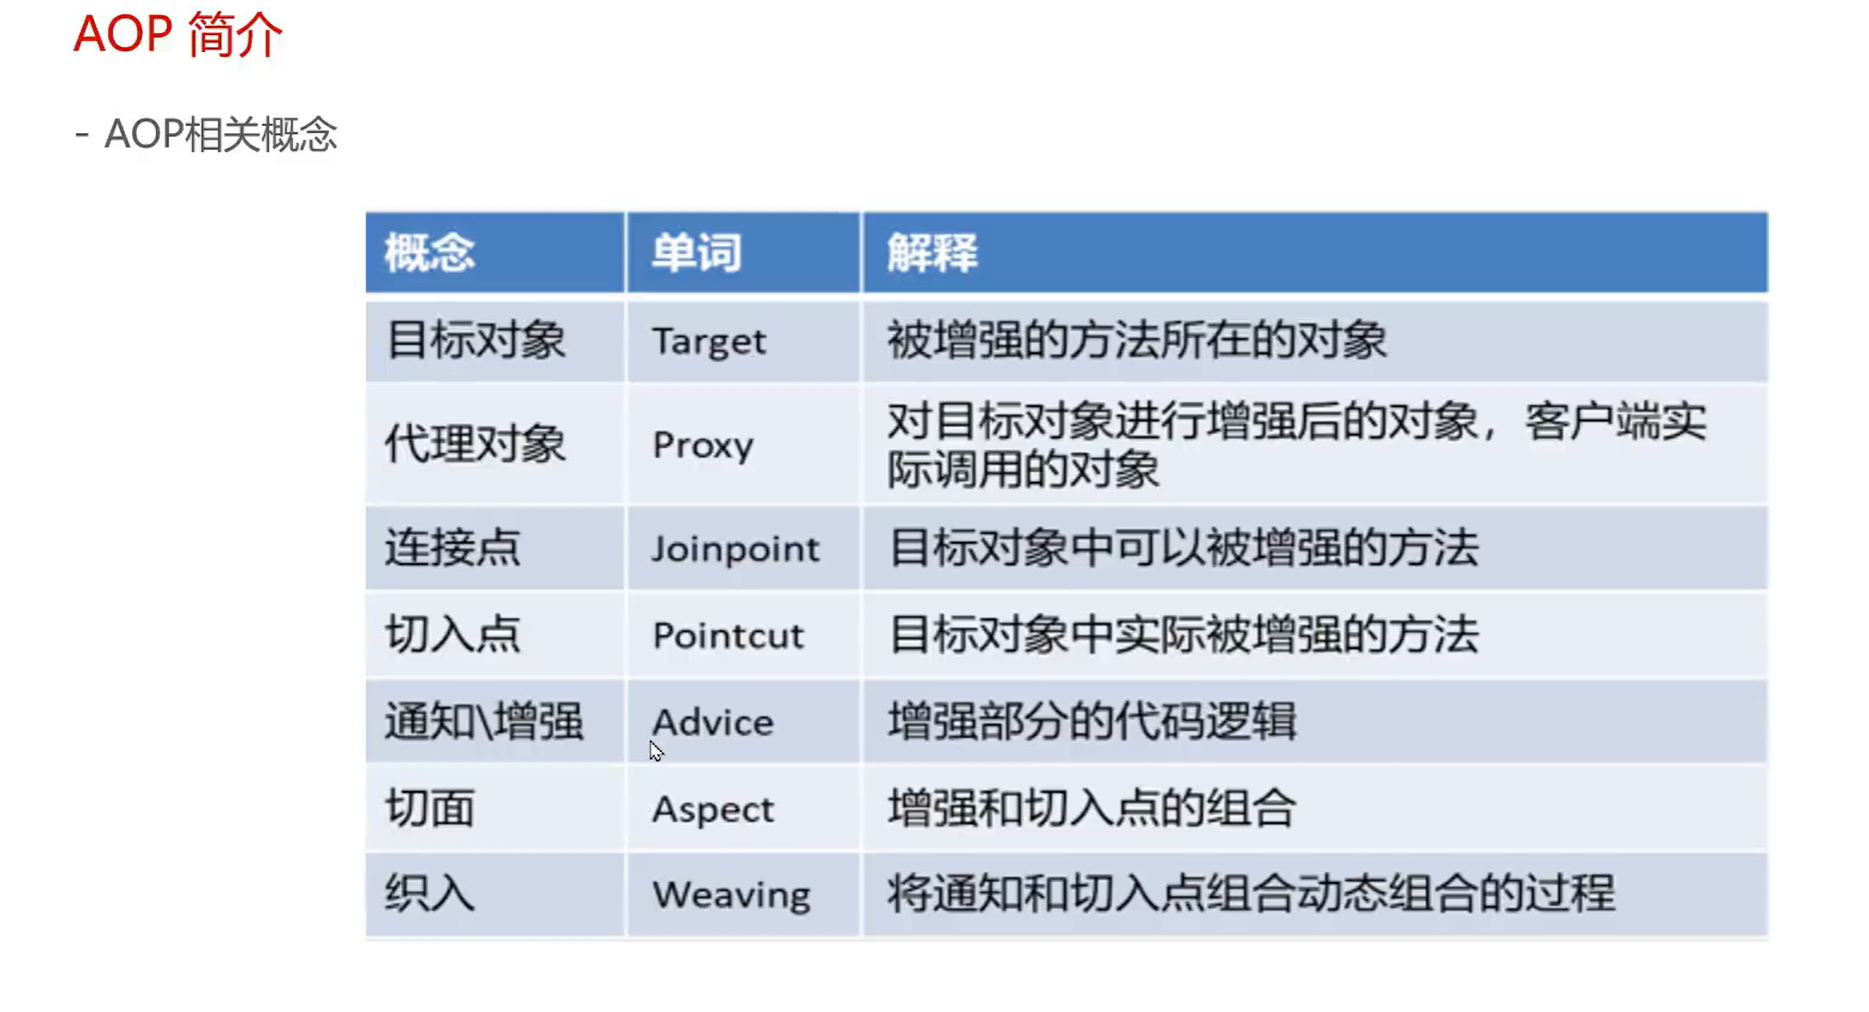 AOP 简介
- AOP相关概念
概念 单词 解释
目标对象 Target 被增强的方法所在的对象
代理对象 Proxy 对目标对象进行增强后的对象，客户端实
际调用的对象
连接点 Joinpoint 目标对象中可以被增强的方法
切入点 Pointcut 目标对象中实际被增强的方法
通知\增强 Advice 增强部分的代码逻辑
切面 Aspect 增强和切入点的组合
织入 Weaving 将通知和切入点组合动态组合的过程